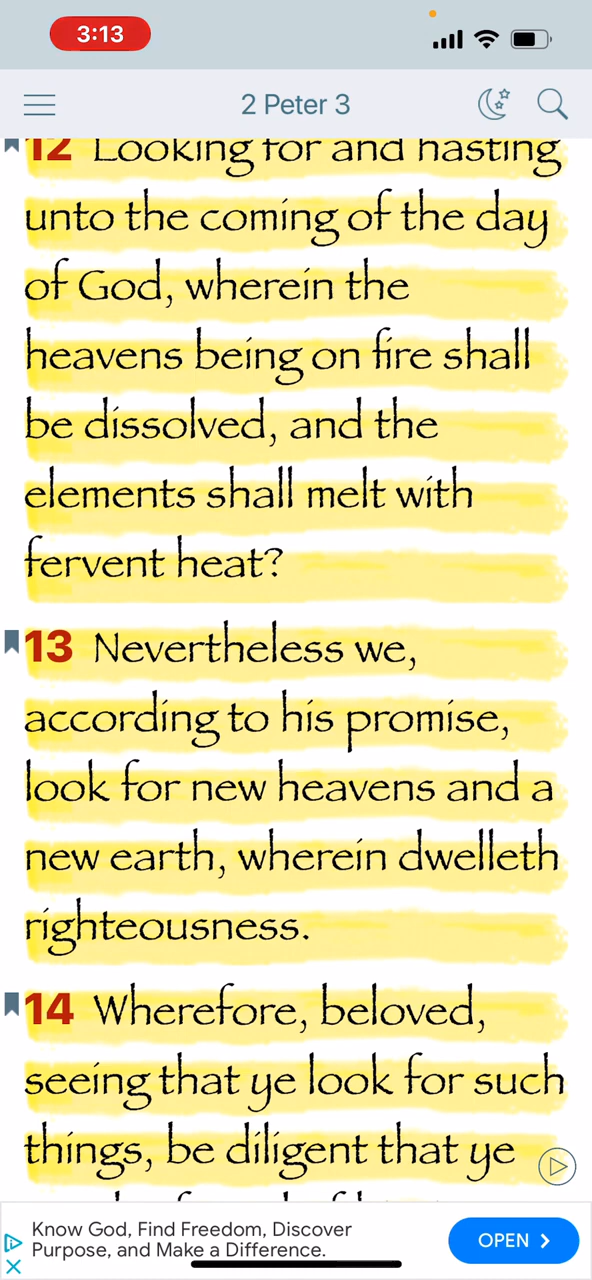 3:13
2 Peter 3
12 Looking for and hasting
unto the coming of the day
of God, wherein the
heavens being on fire shall
be dissolved, and the
elements shall melt with
fervent heat?
13 Nevertheless we,
according to his promise,
look for new heavens and a
new earth, wherein dwelleth
righteousness.
14 Wherefore, beloved,
seeing that ye look for such
things, be diligent that ye
Know God, Find Freedom, Discover
Purpose, and Make a Difference.
OPEN